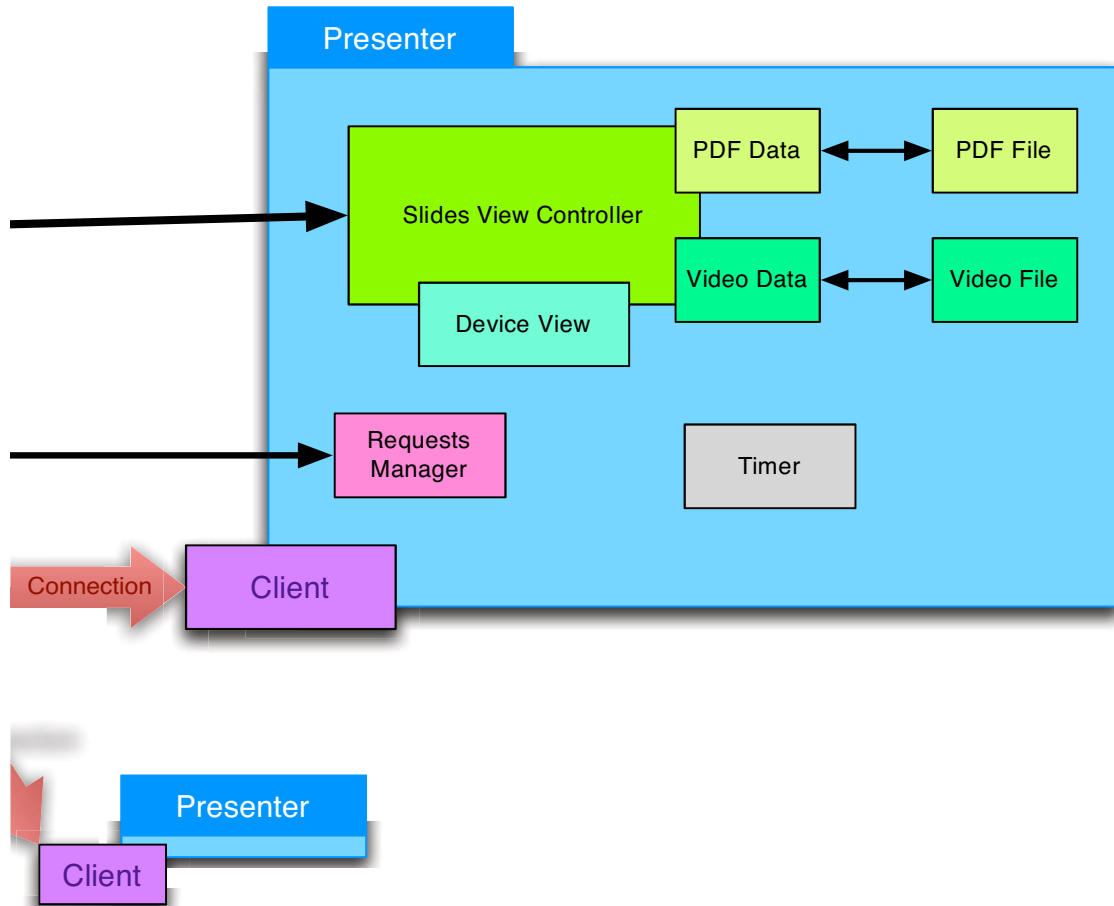 Presenter
PDF Data
PDF File
Slides View Controller
Video Data
Video File
Device View
Requests
Manager
Timer
Connection
Client
Presenter
Client